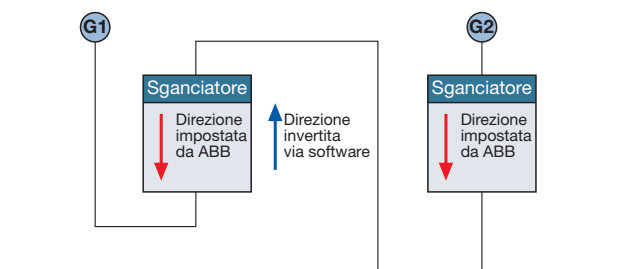 G1
G2
Sganciatore
Direzione
impostata
da ABB
Direzione
invertita
via software
Sganciatore
Direzione
impostata
da ABB